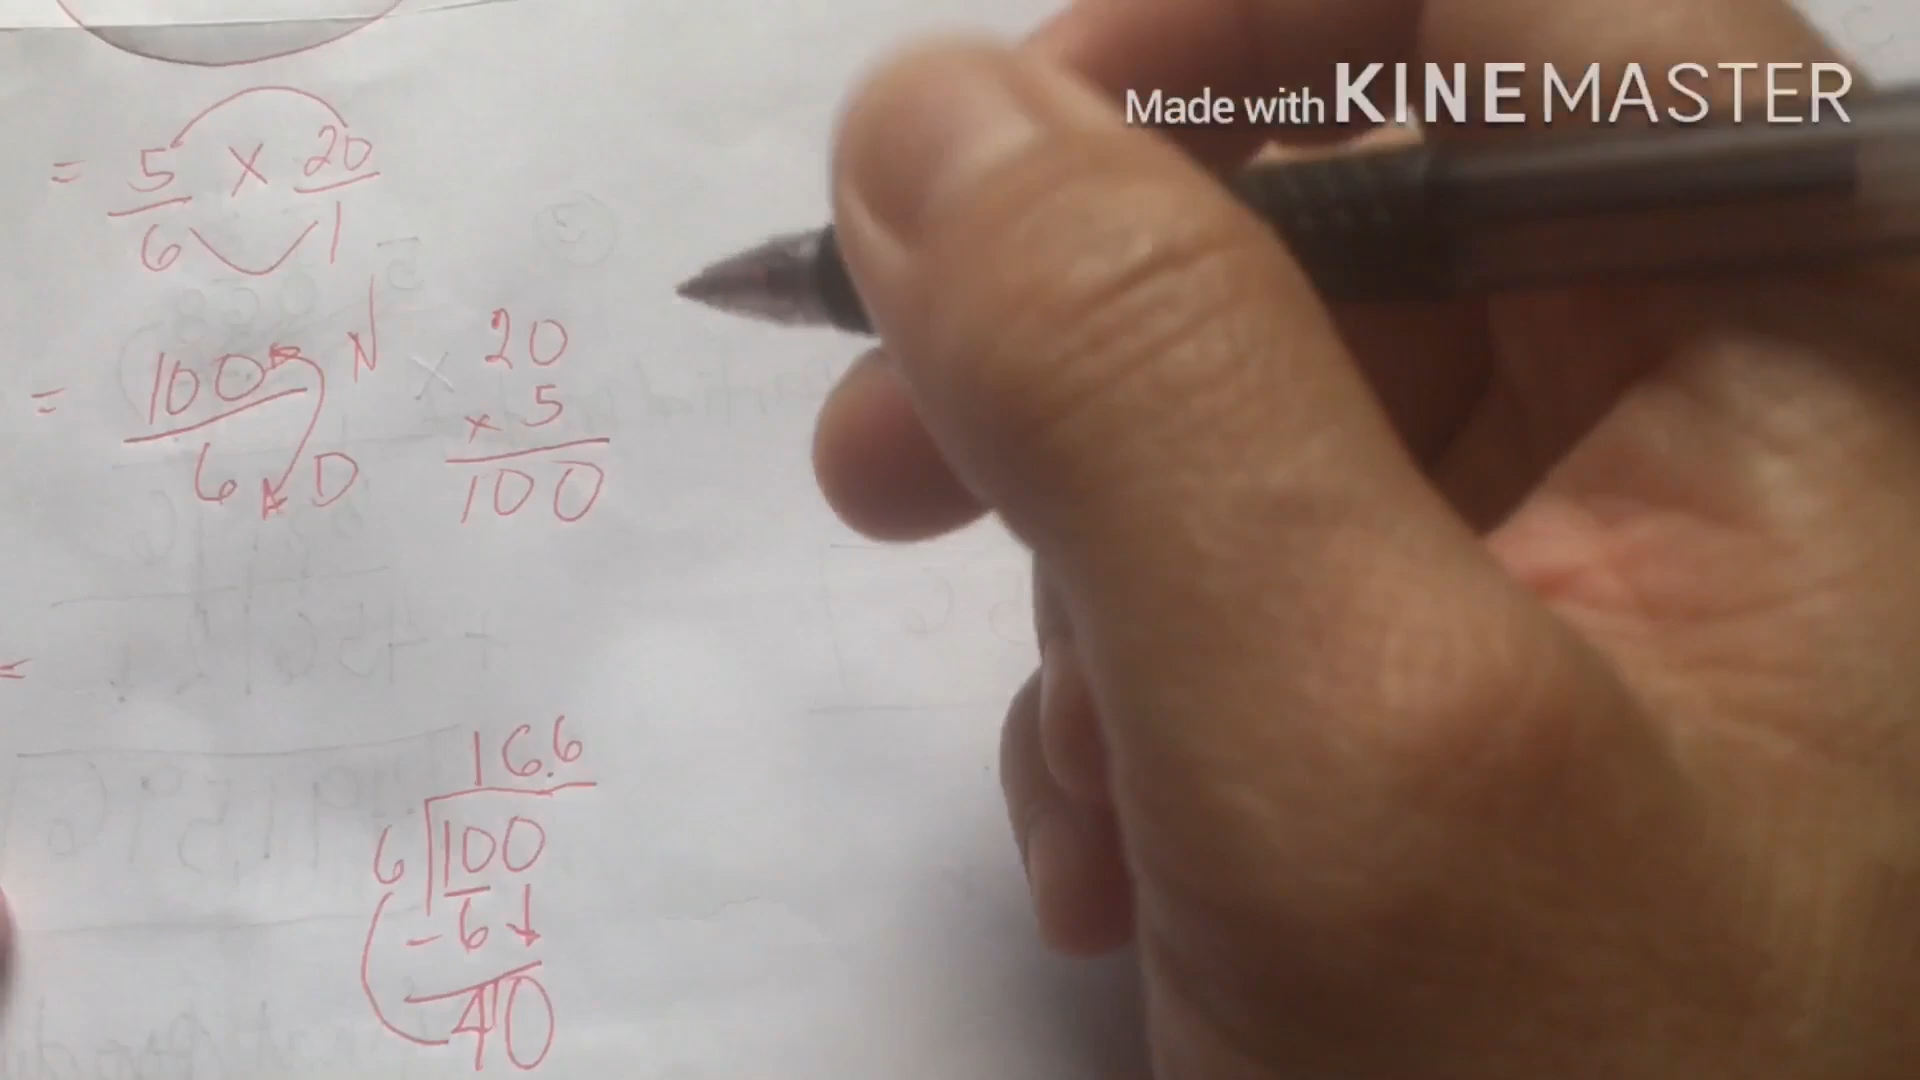 Made with KINEMASTER
= 5/6 × 20/1
= 100/6 N D
20
× 5
100
16.6
6 100
- 6 ↓
40